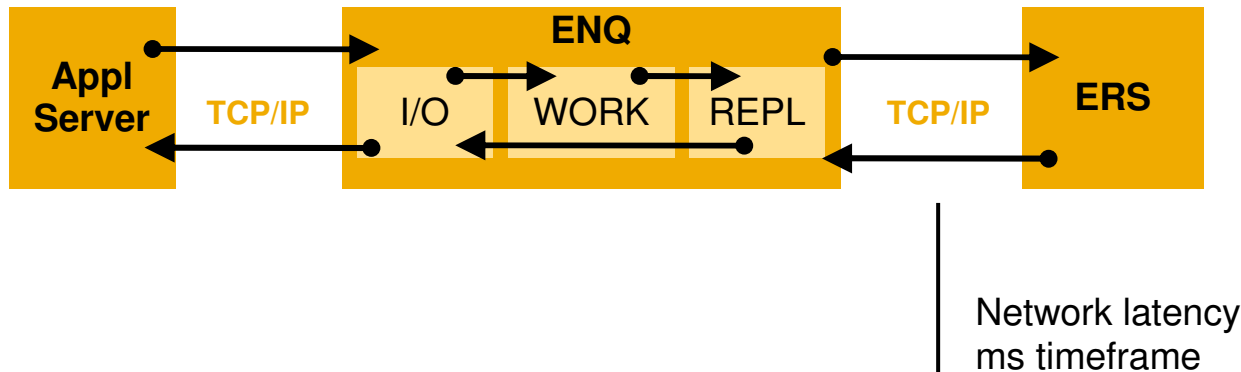 ENQ
Appl
Server
TCP/IP
I/O
WORK
REPL
TCP/IP
ERS
Network latency
ms timeframe